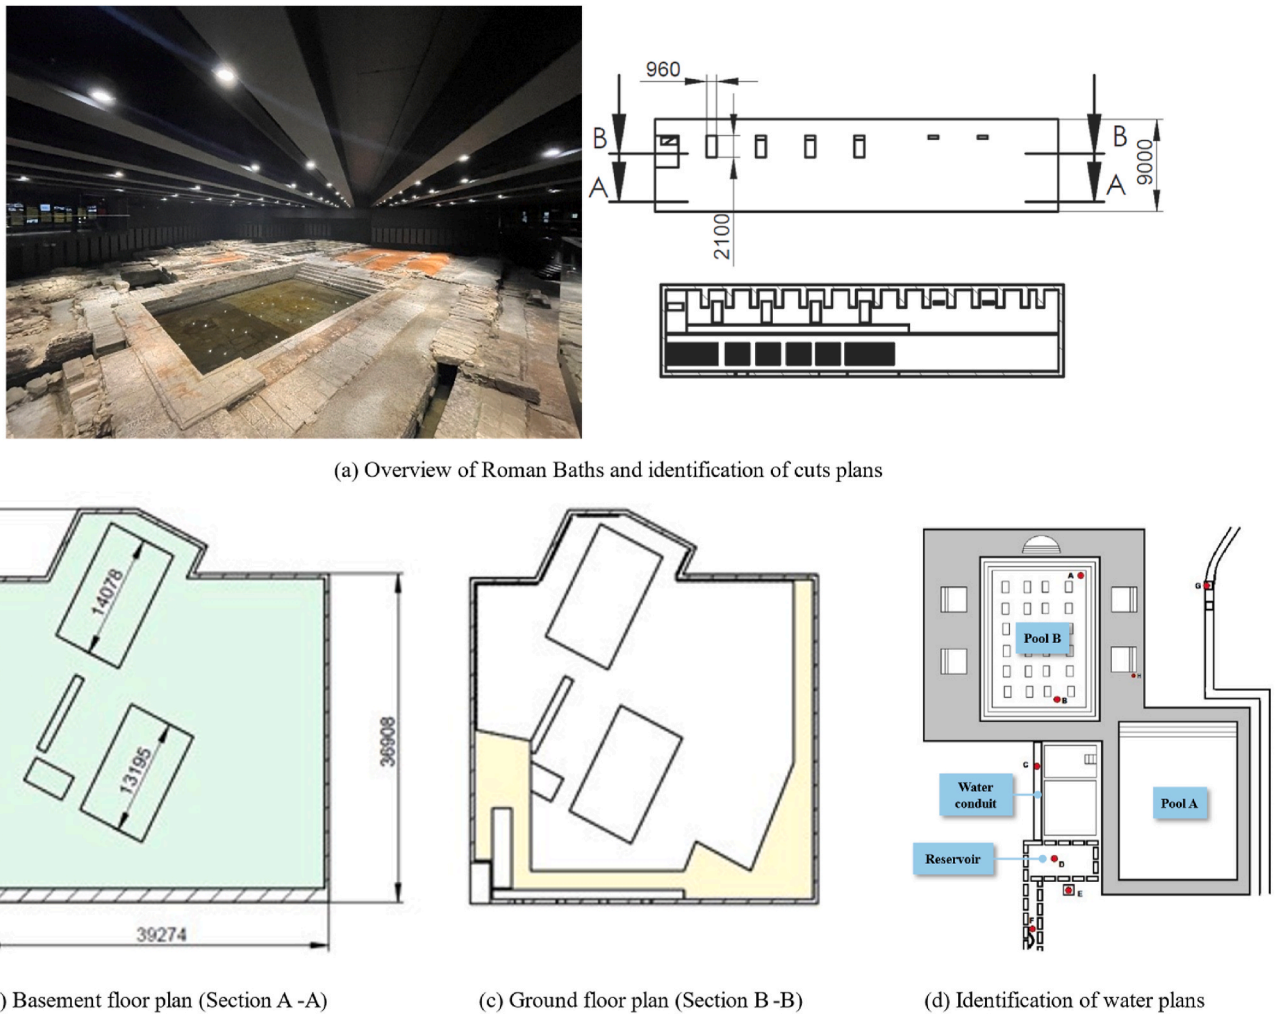 960
B
B
A
A
9000
2100
(a) Overview of Roman Baths and identification of cuts plans
14078
13195
36908
39274
) Basement floor plan (Section A -A)
(c) Ground floor plan (Section B -B)
A
Pool B
B
G
H
C
Water
conduit
Pool A
Reservoir
D
E
F
(d) Identification of water plans